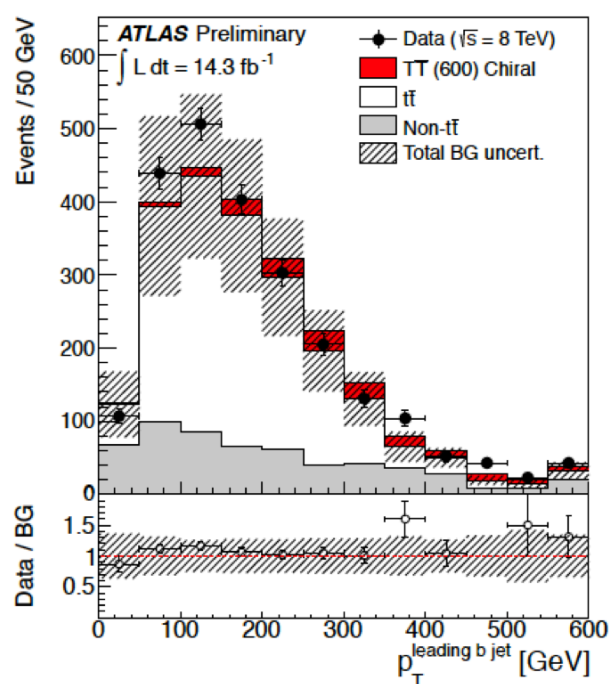 ATLAS Preliminary
∫ L dt = 14.3 fb⁻¹
Data (√s = 8 TeV)
TT̅ (600) Chiral
tt̅
Non-tt̅
Total BG uncert.
Events / 50 GeV
600
500
400
300
200
100
0
Data / BG
1.5
1
0.5
0 100 200 300 400 500 600
p_T^leading b jet [GeV]